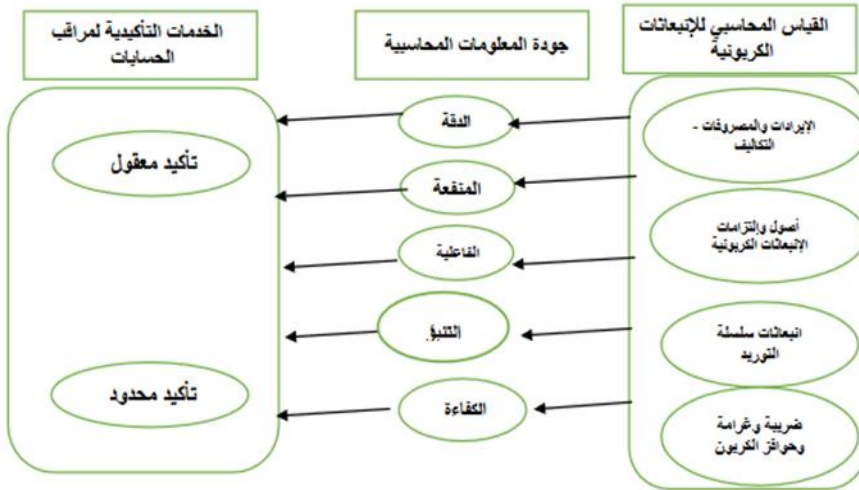 القياس المحاسبي للإنبعاثات
الكربونية
جودة المعلومات المحاسبية
الخدمات التأكيدية لمراقب
الحسابات
الإيرادات والمصروفات -
التكاليف
أصول وإلتزامات
الإنبعاثات الكربونية
انبعاثات سلسلة
التوريد
ضريبة وغرامة
وحوافز الكربون
الدقة
المنفعة
الفاعلية
التنبؤ
الكفاءة
تأكيد معقول
تأكيد محدود